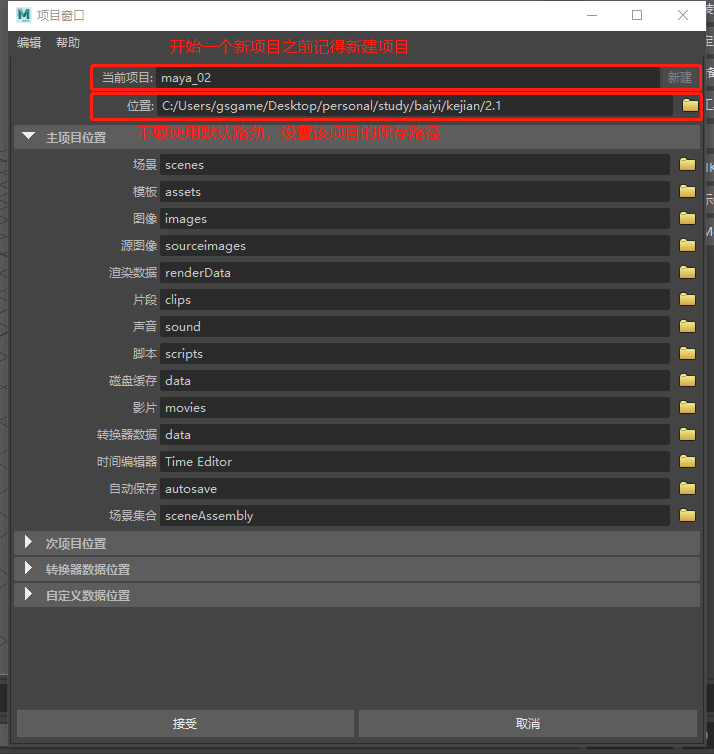 项目窗口
编辑 帮助
开始一个新项目之前记得新建项目
当前项目: maya_02 新建
位置: C:/Users/gsgame/Desktop/personal/study/baiyi/kejian/2.1
主项目位置 不要使用默认路劲，设置该项目的保存路径
场景 scenes
模板 assets
图像 images
源图像 sourceimages
渲染数据 renderData
片段 clips
声音 sound
脚本 scripts
磁盘缓存 data
影片 movies
转换器数据 data
时间编辑器 Time Editor
自动保存 autosave
场景集合 sceneAssembly
次项目位置
转换器数据位置
自定义数据位置
接受 取消